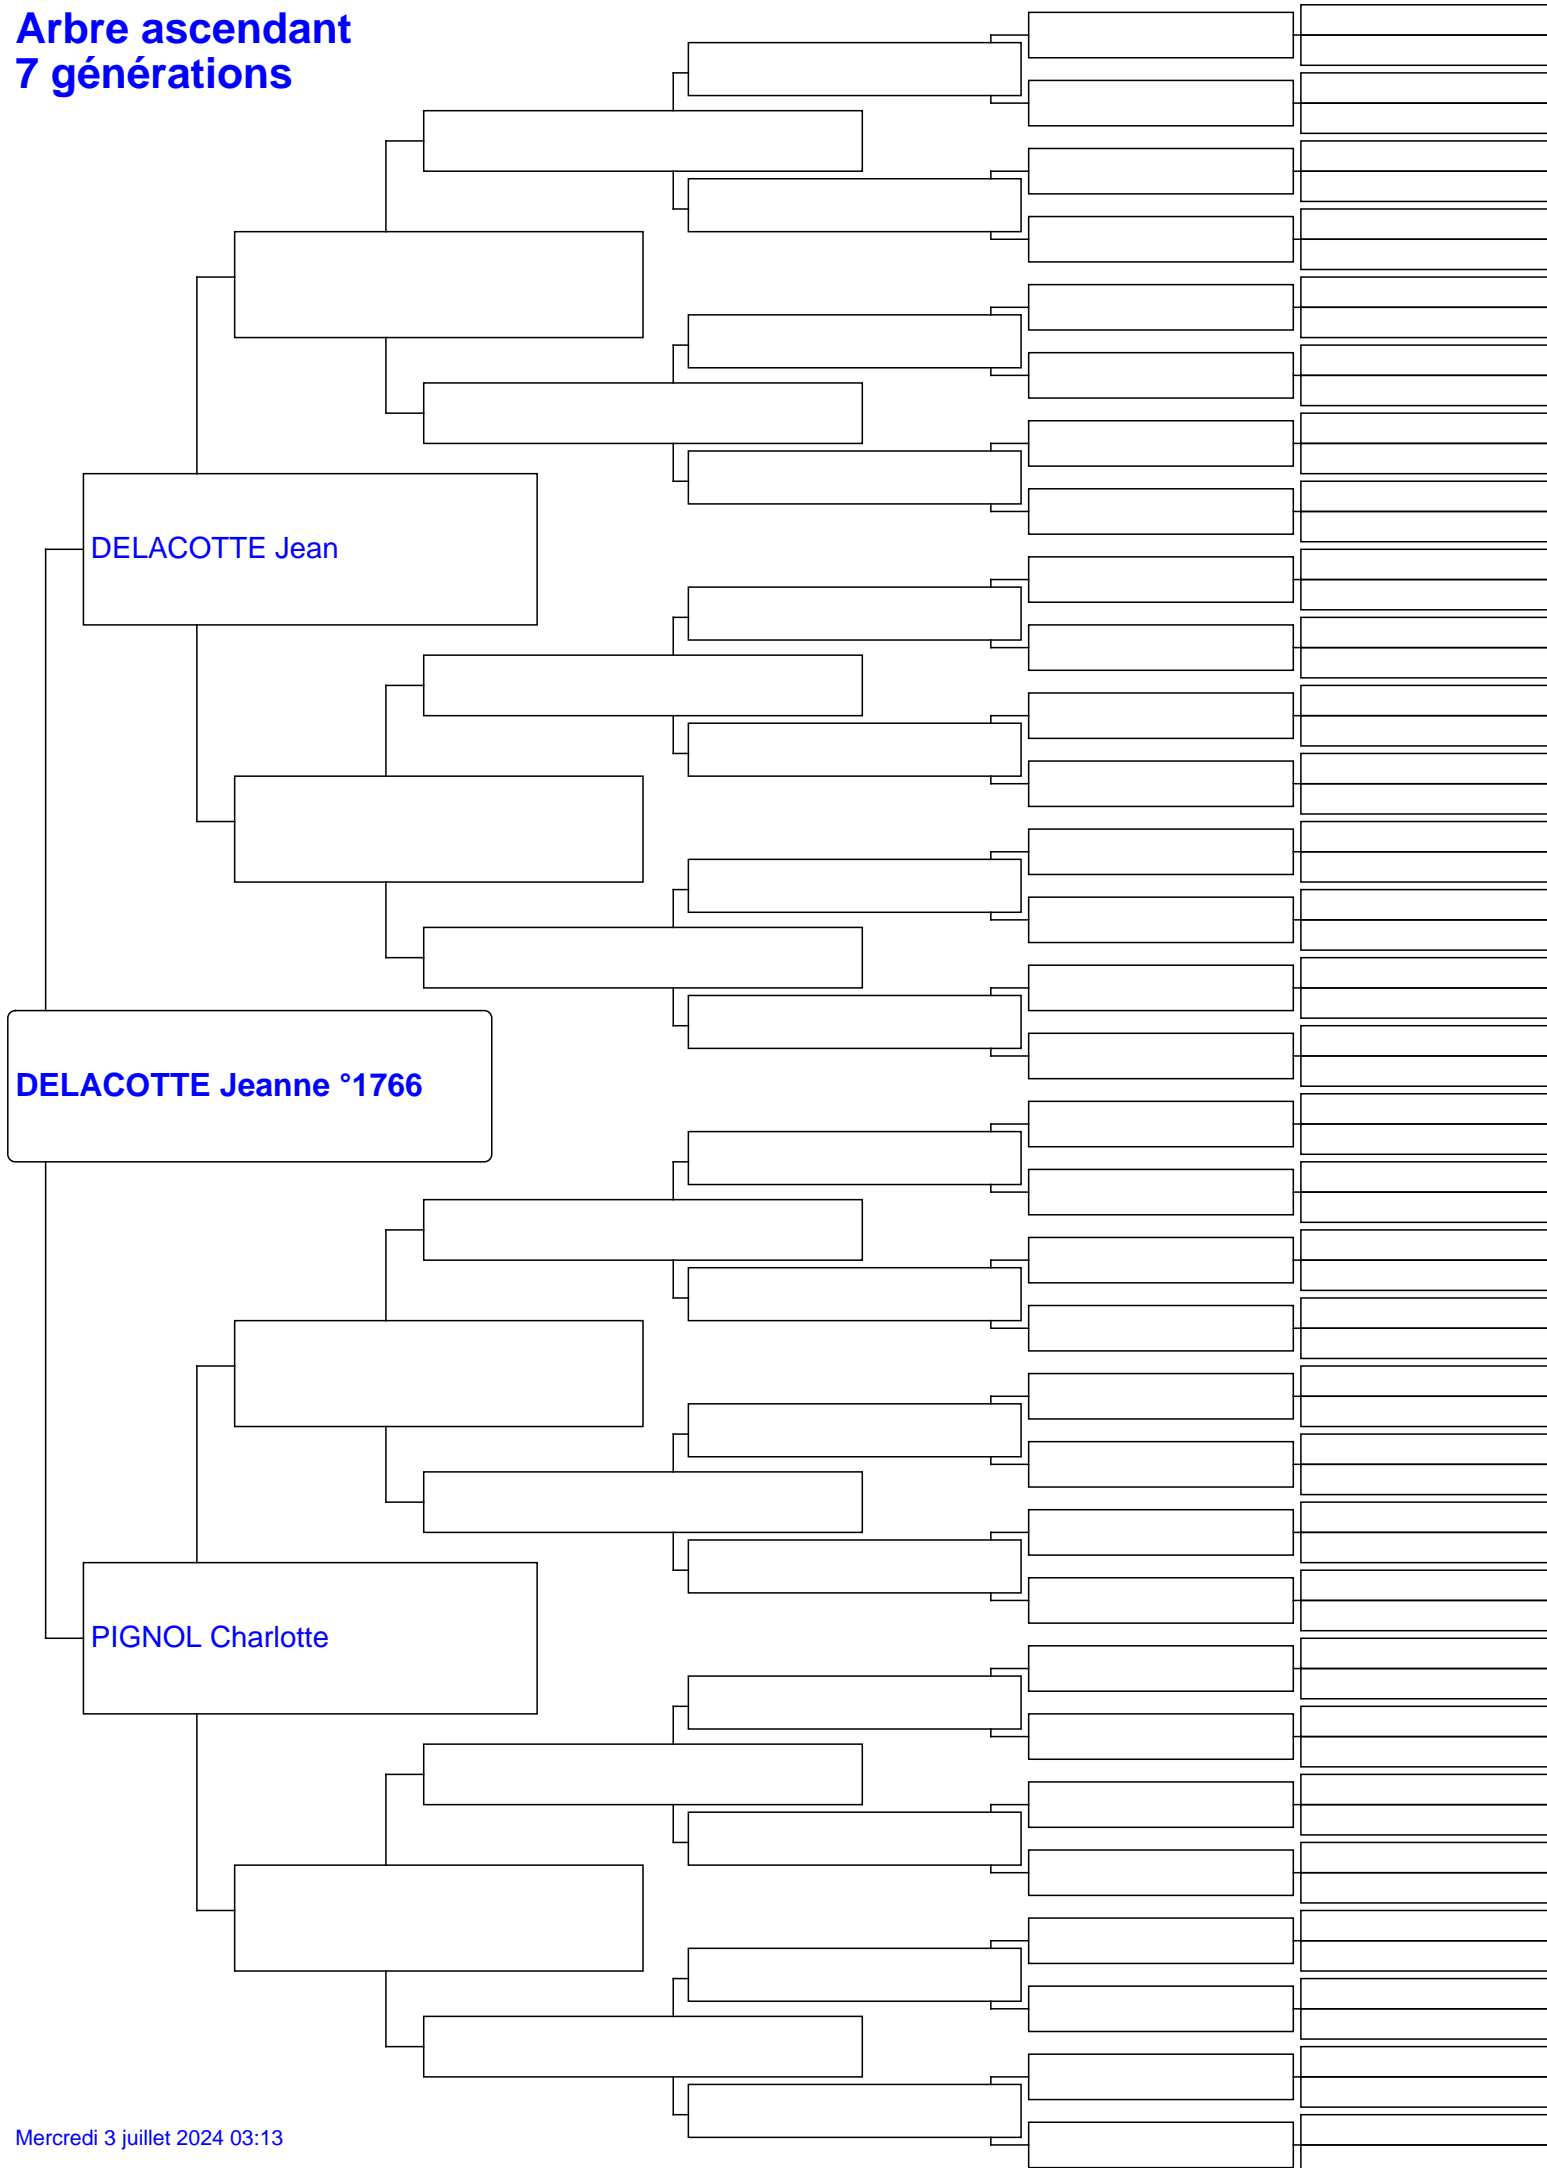 Arbre ascendant
7 générations
DELACOTTE Jean
DELACOTTE Jeanne °1766
PIGNOL Charlotte
Mercredi 3 juillet 2024 03:13